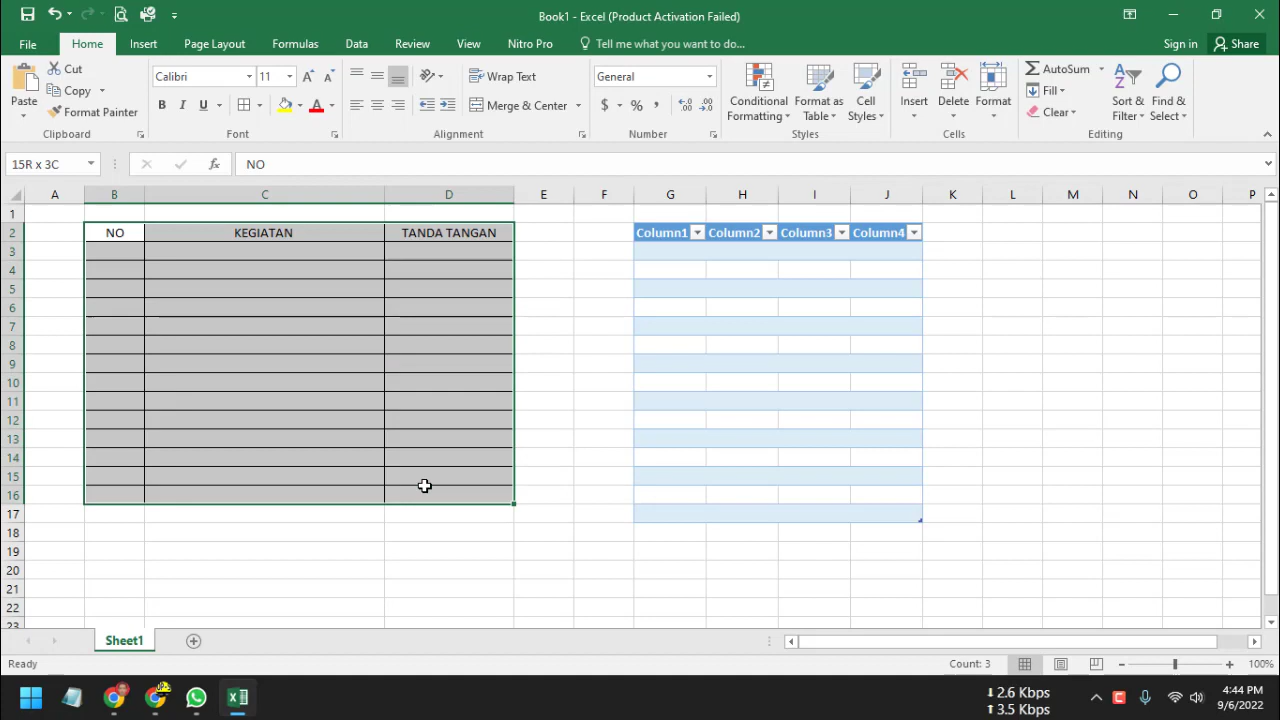 Book1 - Excel (Product Activation Failed)
File Home Insert Page Layout Formulas Data Review View Nitro Pro Tell me what you want to do... Sign in Share
Paste
Cut
Copy
Format Painter
Clipboard
Calibri 11
B I U
Font
Wrap Text
Merge & Center
Alignment
General
$ % ,
Number
Conditional Formatting
Format as Table
Cell Styles
Styles
Insert
Delete
Format
Cells
AutoSum
Fill
Clear
Sort & Filter
Find & Select
Editing
15R x 3C fx NO
A B C D E F G H I J K L M N O P
1
2 NO KEGIATAN TANDA TANGAN Column1 Column2 Column3 Column4
3
4
5
6
7
8
9
10
11
12
13
14
15
16
17
18
19
20
21
22
23
Sheet1
Ready Count: 3 100%
2.6 Kbps
3.5 Kbps
4:44 PM
9/6/2022